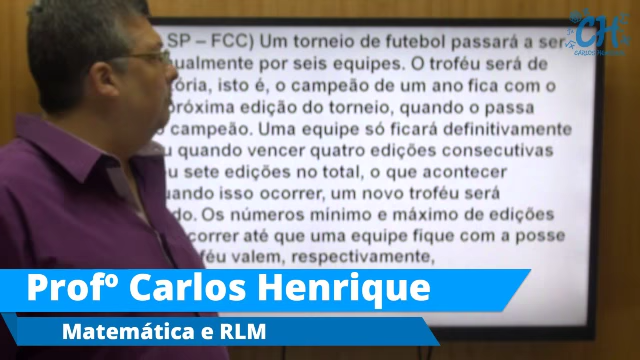 SP – FCC) Um torneio de futebol passará a ser
ualmente por seis equipes. O troféu será de
ória, isto é, o campeão de um ano fica com o
próxima edição do torneio, quando o passa
campeão. Uma equipe só ficará definitivamente
u quando vencer quatro edições consecutivas
u sete edições no total, o que acontecer
uando isso ocorrer, um novo troféu será
do. Os números mínimo e máximo de edições
correr até que uma equipe fique com a posse
féu valem, respectivamente,
CH
Profº Carlos Henrique
Matemática e RLM